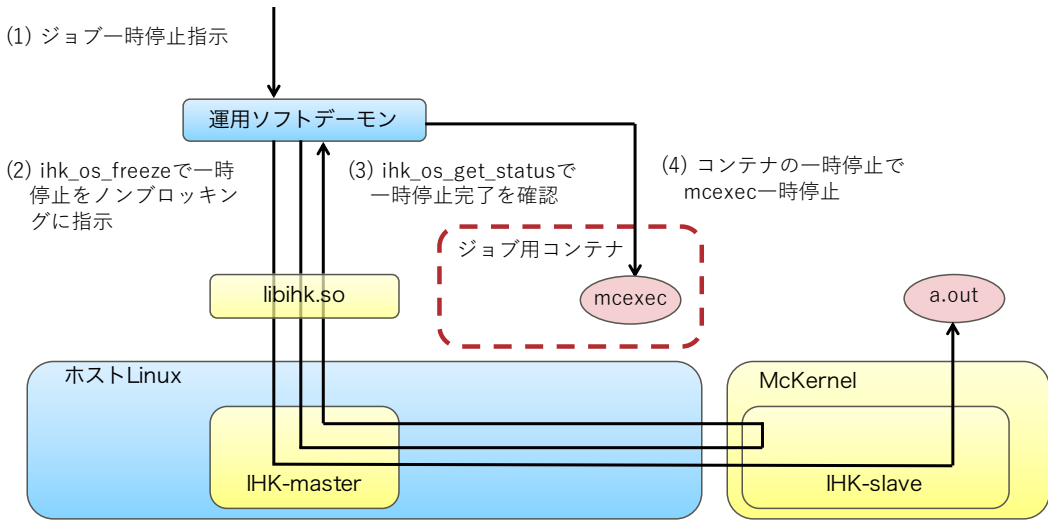 (1) ジョブ一時停止指示
運用ソフトデーモン
(2) ihk_os_freezeで一時
停止をノンブロッキン
グに指示
(3) ihk_os_get_statusで
一時停止完了を確認
(4) コンテナの一時停止で
mcexec一時停止
ジョブ用コンテナ
libihk.so
mcexec
a.out
ホストLinux
McKernel
IHK-master
IHK-slave